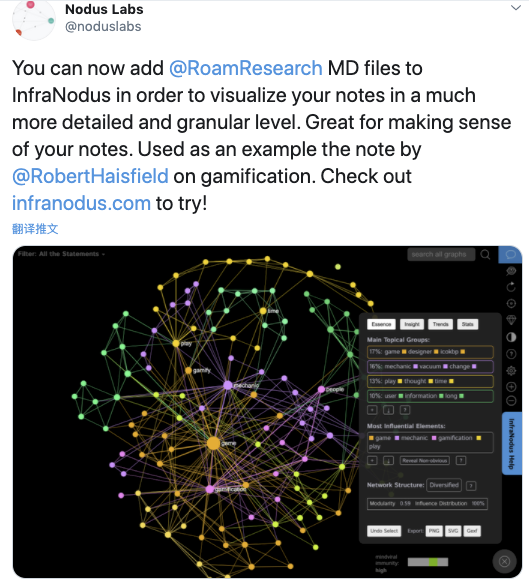 Nodus Labs
@noduslabs
You can now add @RoamResearch MD files to
InfraNodus in order to visualize your notes in a much
more detailed and granular level. Great for making sense
of your notes. Used as an example the note by
@RobertHaisfield on gamification. Check out
infranodus.com to try!
翻译推文
Filter: All the Statements
search all graphs
time
play
gamify
mechanic
people
game
gamification
Essence Insight Trends Stats
Main Topical Groups:
17%: game designer icokbp
16%: mechanic vacuum change
13%: play thought time
10%: user information long
+ ?
Most Influential Elements:
game mechanic gamification
play
+ Reveal Non-obvious ?
Network Structure: Diversified ?
Modularity 0.59 Influence Distribution 100%
Undo Select Export: PNG SVG Gexf
InfraNodus Help
immunity:
high